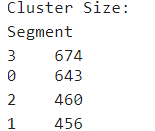 Cluster Size:
Segment
3    674
0    643
2    460
1    456